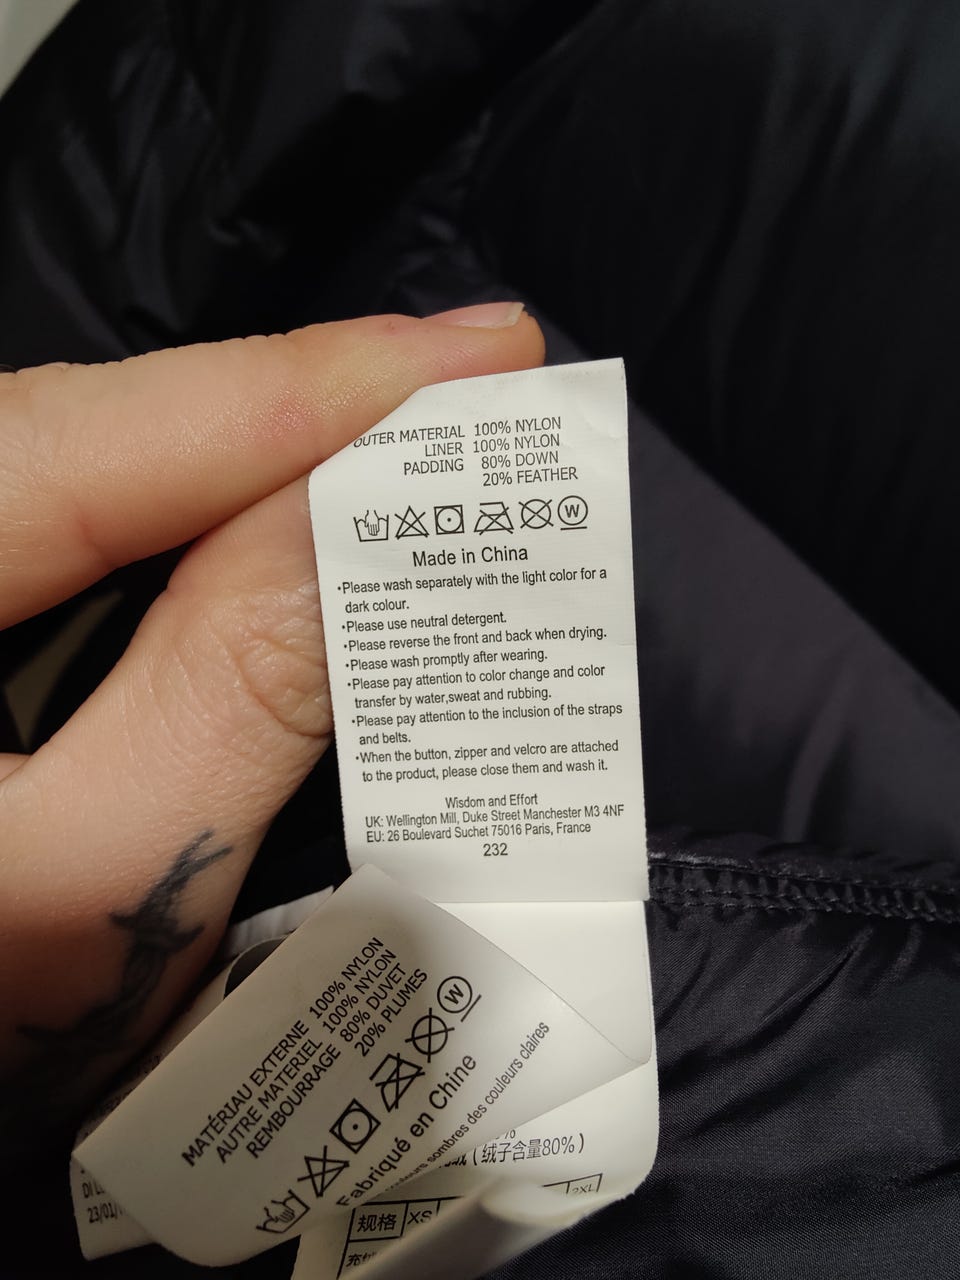 OUTER MATERIAL 100% NYLON
LINER 100% NYLON
PADDING 80% DOWN
20% FEATHER
W
Made in China
•Please wash separately with the light color for a
dark colour.
•Please use neutral detergent.
•Please reverse the front and back when drying.
•Please wash promptly after wearing.
•Please pay attention to color change and color
transfer by water,sweat and rubbing.
•Please pay attention to the inclusion of the straps
and belts.
•When the button, zipper and velcro are attached
to the product, please close them and wash it.
Wisdom and Effort
UK: Wellington Mill, Duke Street Manchester M3 4NF
EU: 26 Boulevard Suchet 75016 Paris, France
232
MATÉRIAU EXTERNE 100% NYLON
AUTRE MATERIEL 100% NYLON
REMBOURRAGE 80% DUVET
20% PLUMES
W
Fabriqué en Chine
sombres des couleurs claires
%
(绒子含量80%)
规格 XS 2XL
23/01/